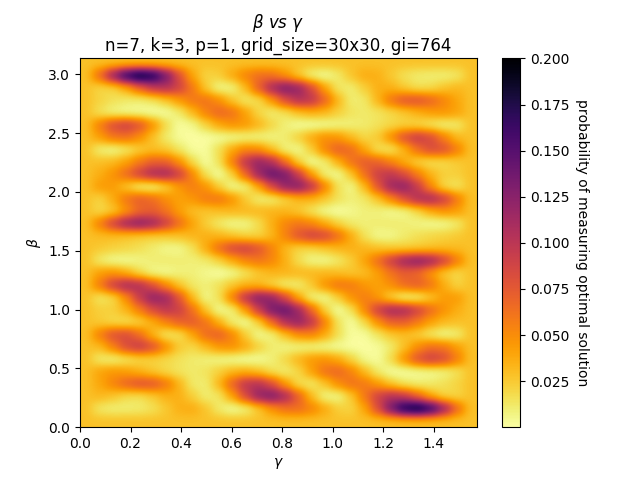 β vs γ
n=7, k=3, p=1, grid_size=30x30, gi=764
3.0
2.5
2.0
1.5
1.0
0.5
0.0
β
0.0 0.2 0.4 0.6 0.8 1.0 1.2 1.4
γ
0.200
0.175
0.150
0.125
0.100
0.075
0.050
0.025
probability of measuring optimal solution